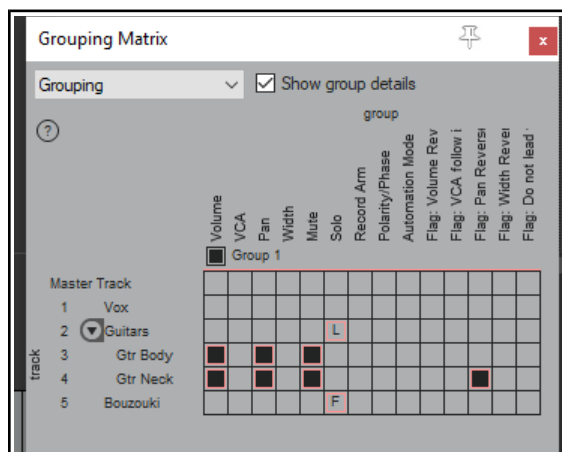 Grouping Matrix
x
Grouping
Show group details
?
group
Volume
VCA
Pan
Width
Mute
Solo
Record Arm
Polarity/Phase
Automation Mode
Flag: Volume Rev
Flag: VCA follow i
Flag: Pan Reverse
Flag: Width Rever
Flag: Do not lead
Group 1
Master Track
1 Vox
2 Guitars L
track
3 Gtr Body
4 Gtr Neck
5 Bouzouki F